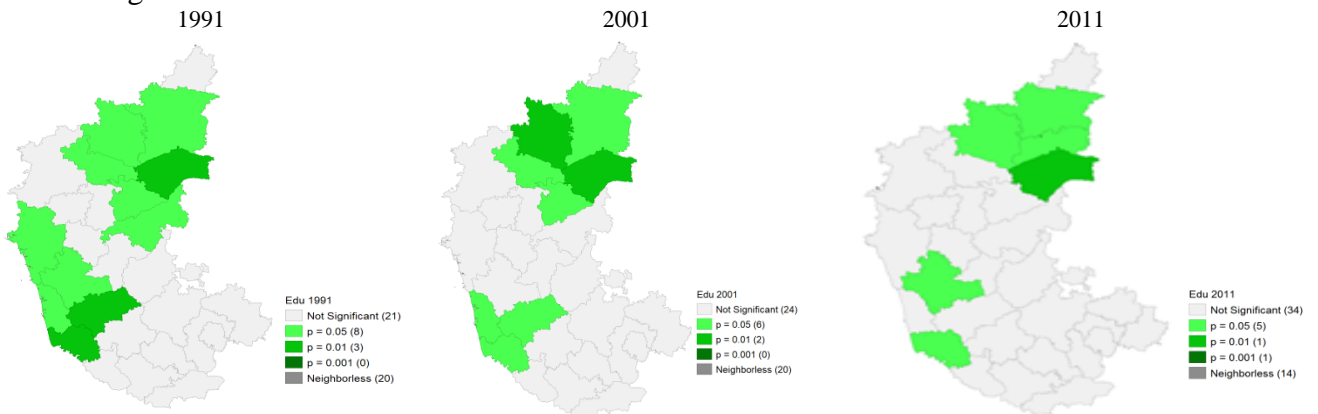 1991
2001
2011
Edu 1991
Not Significant (21)
p = 0.05 (8)
p = 0.01 (3)
p = 0.001 (0)
Neighborless (20)
Edu 2001
Not Significant (24)
p = 0.05 (6)
p = 0.01 (2)
p = 0.001 (0)
Neighborless (20)
Edu 2011
Not Significant (34)
p = 0.05 (5)
p = 0.01 (1)
p = 0.001 (1)
Neighborless (14)